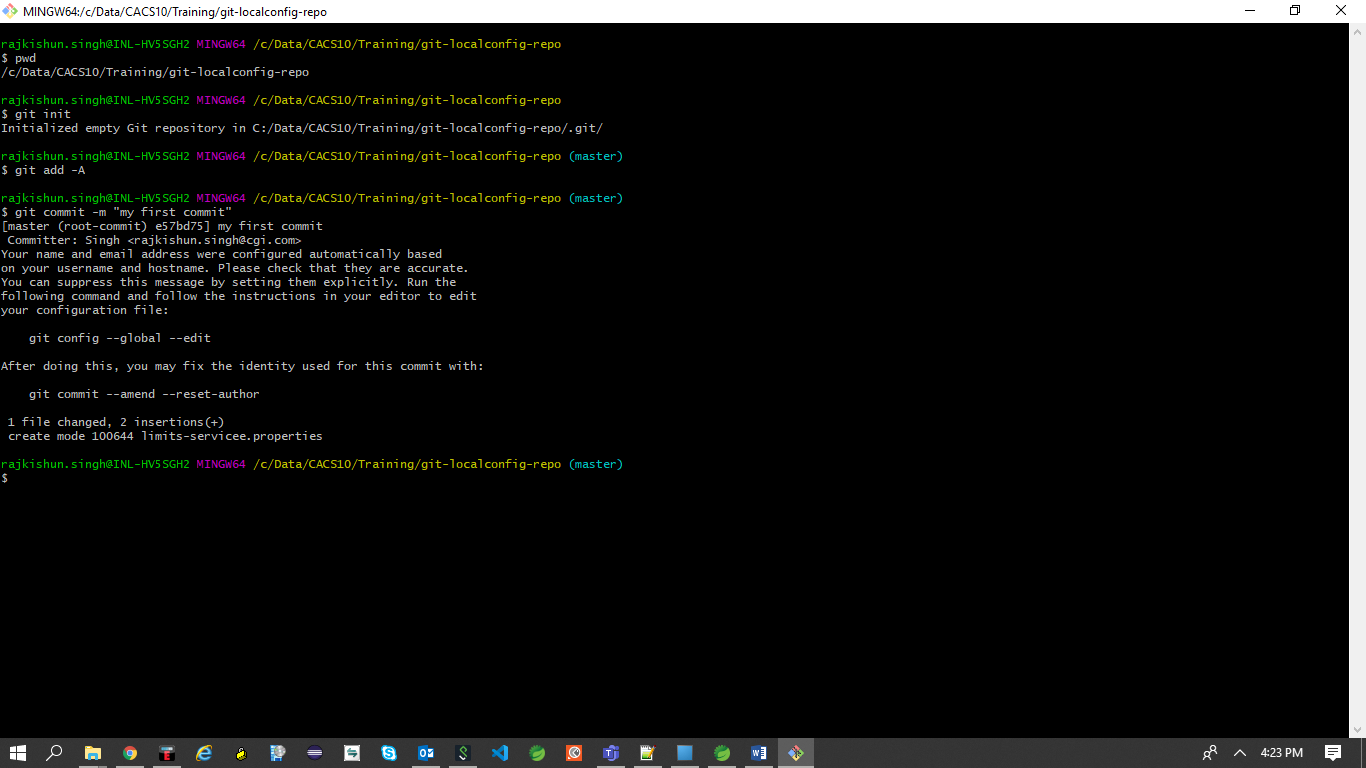 MINGW64:/c/Data/CACS10/Training/git-localconfig-repo
rajkishun.singh@INL-HV5SGH2 MINGW64 /c/Data/CACS10/Training/git-localconfig-repo
$ pwd
/c/Data/CACS10/Training/git-localconfig-repo
rajkishun.singh@INL-HV5SGH2 MINGW64 /c/Data/CACS10/Training/git-localconfig-repo
$ git init
Initialized empty Git repository in C:/Data/CACS10/Training/git-localconfig-repo/.git/
rajkishun.singh@INL-HV5SGH2 MINGW64 /c/Data/CACS10/Training/git-localconfig-repo (master)
$ git add -A
rajkishun.singh@INL-HV5SGH2 MINGW64 /c/Data/CACS10/Training/git-localconfig-repo (master)
$ git commit -m "my first commit"
[master (root-commit) e57bd75] my first commit
 Committer: Singh <rajkishun.singh@cgi.com>
Your name and email address were configured automatically based
on your username and hostname. Please check that they are accurate.
You can suppress this message by setting them explicitly. Run the
following command and follow the instructions in your editor to edit
your configuration file:
    git config --global --edit
After doing this, you may fix the identity used for this commit with:
    git commit --amend --reset-author
 1 file changed, 2 insertions(+)
 create mode 100644 limits-servicee.properties
rajkishun.singh@INL-HV5SGH2 MINGW64 /c/Data/CACS10/Training/git-localconfig-repo (master)
$
4:23 PM